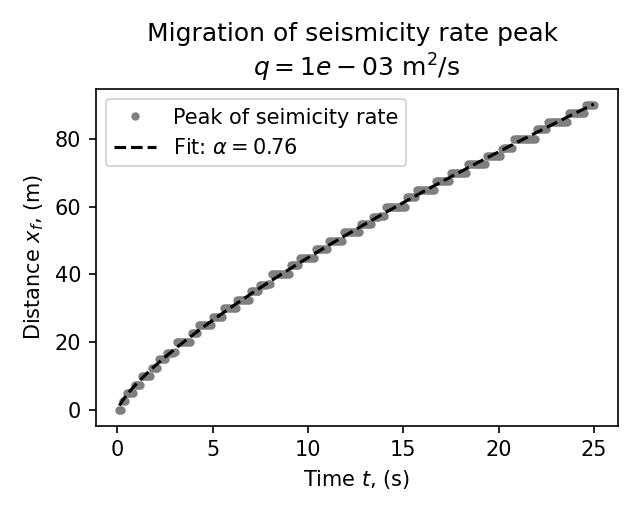 Migration of seismicity rate peak
q = 1e − 03 m²/s
Peak of seimicity rate
Fit: α = 0.76
Distance x_f, (m)
80
60
40
20
0
0 5 10 15 20 25
Time t, (s)